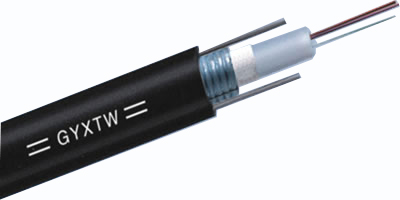 = GYXTW =